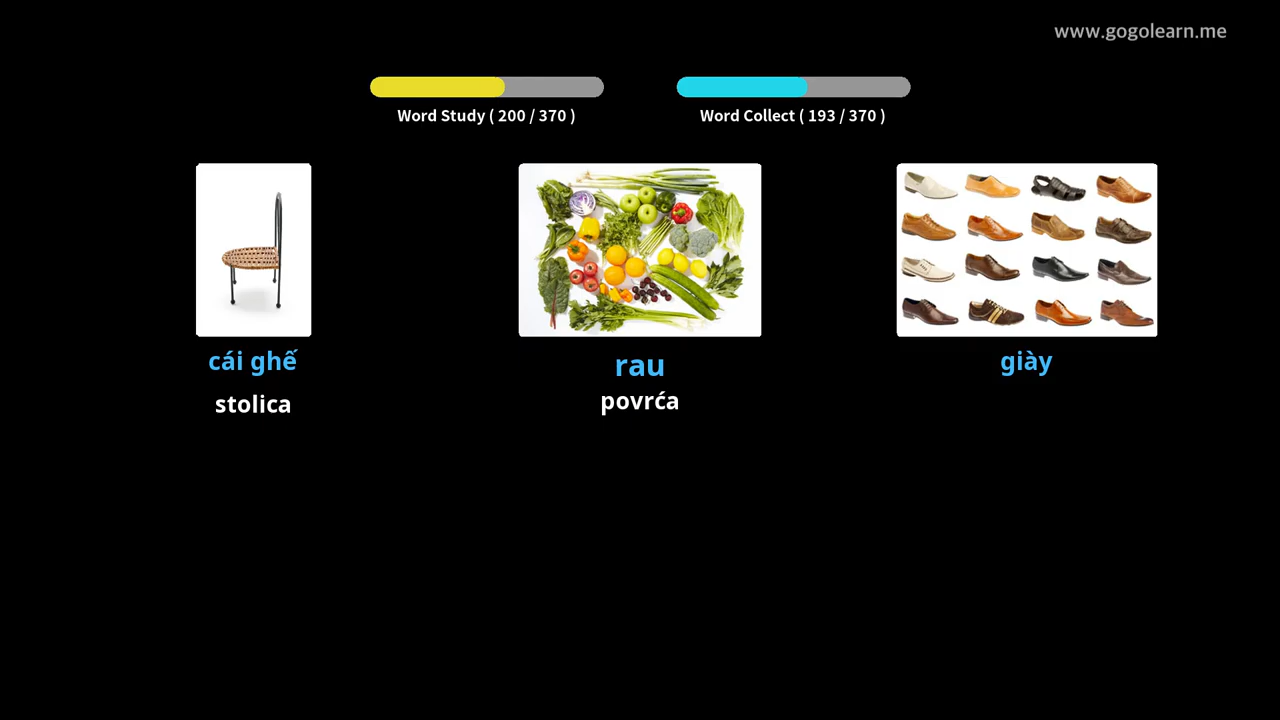 www.gogolearn.me
Word Study ( 200 / 370 )
Word Collect ( 193 / 370 )
cái ghế
rau
giày
stolica
povrća